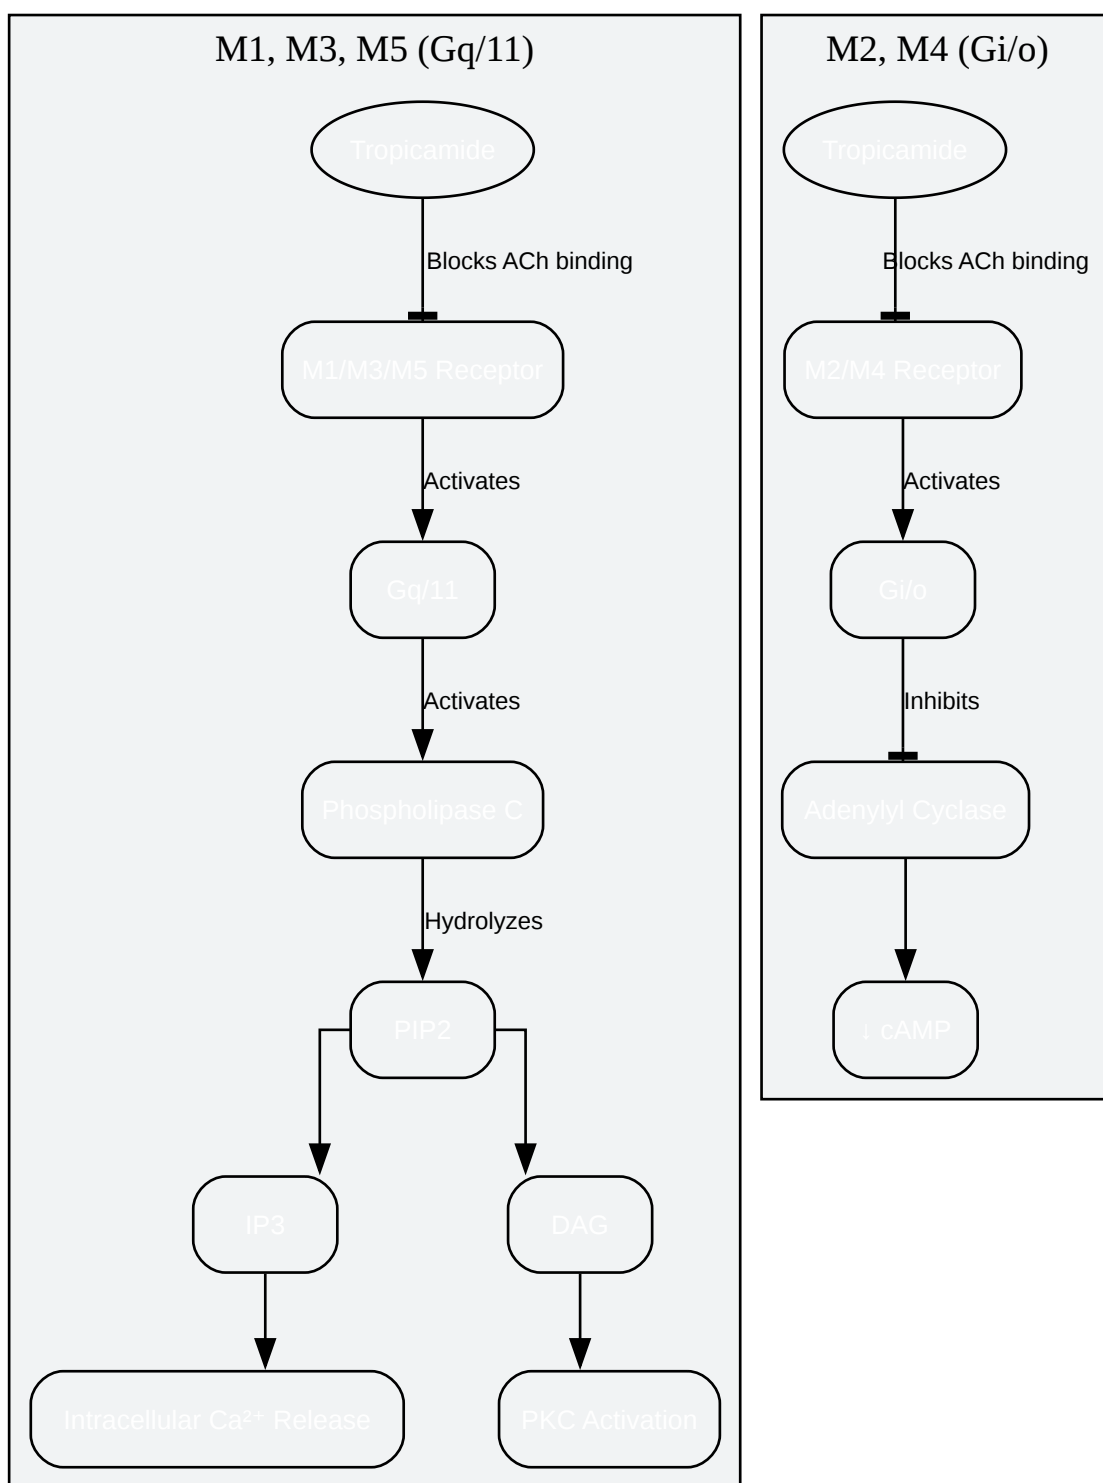 M1, M3, M5 (Gq/11)
Tropicamide
Blocks ACh binding
M1/M3/M5 Receptor
Activates
Gq/11
Activates
Phospholipase C
Hydrolyzes
PIP2
IP3
DAG
Intracellular Ca²⁺ Release
PKC Activation
M2, M4 (Gi/o)
Tropicamide
Blocks ACh binding
M2/M4 Receptor
Activates
Gi/o
Inhibits
Adenylyl Cyclase
↓ cAMP